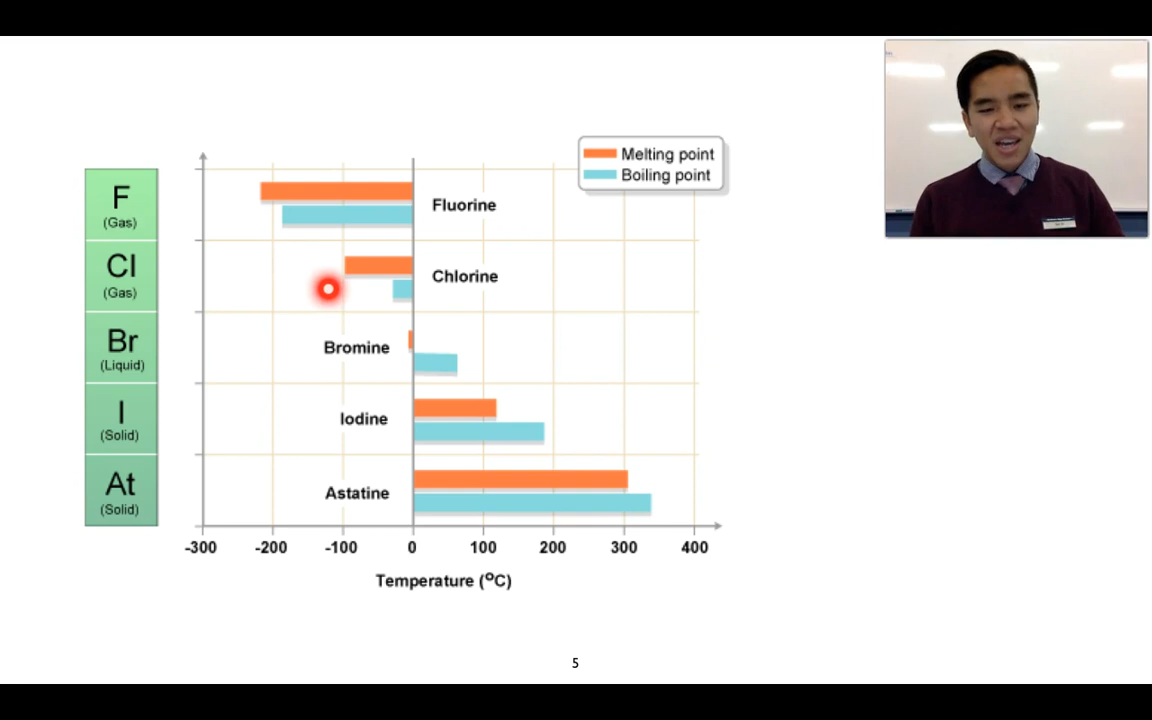 Melting point
Boiling point
F
(Gas)
Fluorine
Cl
(Gas)
Chlorine
Br
(Liquid)
Bromine
I
(Solid)
Iodine
At
(Solid)
Astatine
-300 -200 -100 0 100 200 300 400
Temperature (°C)
5